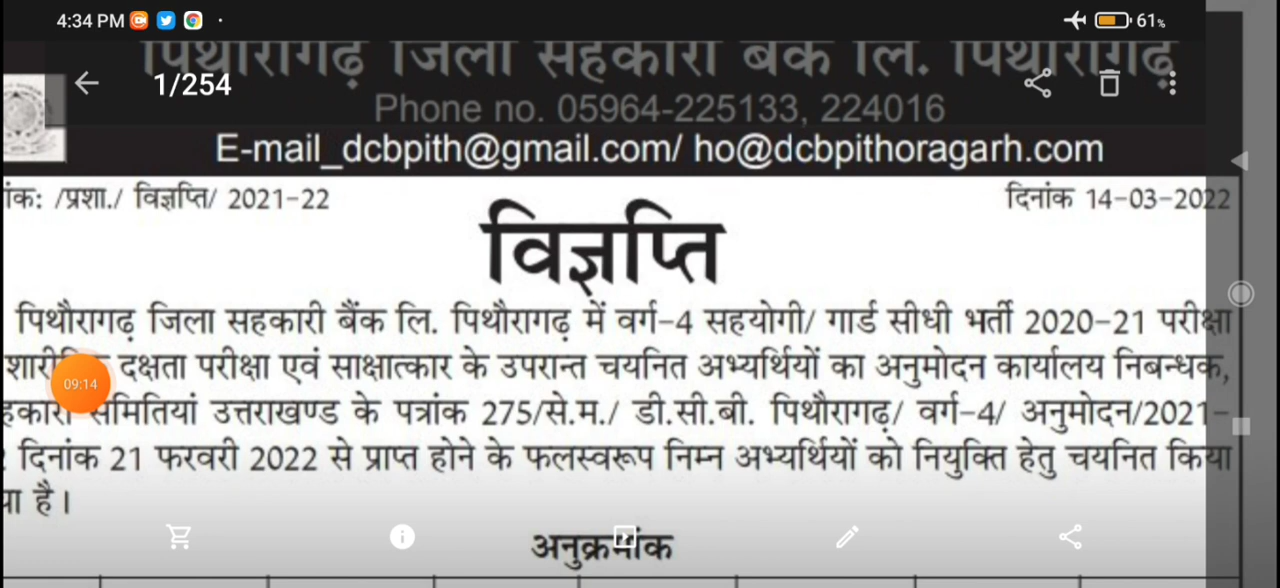 4:34 PM
61%
पिथौरागढ़ जिला सहकारी बैंक लि. पिथौरागढ़
1/254
Phone no. 05964-225133, 224016
E-mail_dcbpith@gmail.com/ ho@dcbpithoragarh.com
ांक: /प्रशा./ विज्ञप्ति/ 2021-22
दिनांक 14-03-2022
विज्ञप्ति
पिथौरागढ़ जिला सहकारी बैंक लि. पिथौरागढ़ में वर्ग-4 सहयोगी/ गार्ड सीधी भर्ती 2020-21 परीक्षा
दक्षता परीक्षा एवं साक्षात्कार के उपरान्त चयनित अभ्यर्थियों का अनुमोदन कार्यालय निबन्धक,
09:14
हकारी समितियां उत्तराखण्ड के पत्रांक 275/से.म./ डी.सी.बी. पिथौरागढ़/ वर्ग-4/ अनुमोदन/2021-
दिनांक 21 फरवरी 2022 से प्राप्त होने के फलस्वरूप निम्न अभ्यर्थियों को नियुक्ति हेतु चयनित किया
या है।
अनुक्रमांक